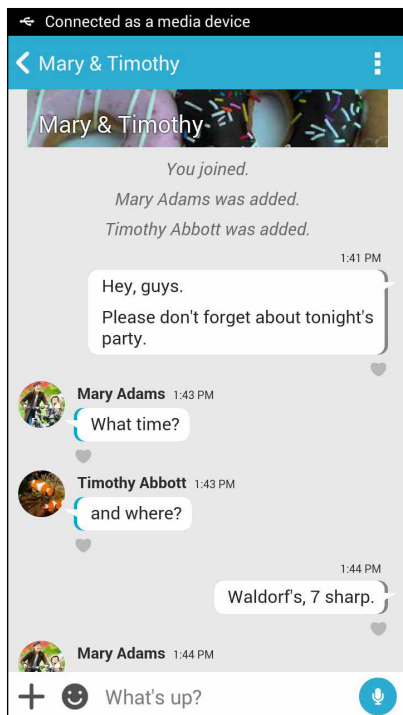 Connected as a media device
Mary & Timothy
Mary & Timothy
You joined.
Mary Adams was added.
Timothy Abbott was added.
1:41 PM
Hey, guys.
Please don't forget about tonight's
party.
Mary Adams 1:43 PM
What time?
Timothy Abbott 1:43 PM
and where?
1:44 PM
Waldorf's, 7 sharp.
Mary Adams 1:44 PM
What's up?